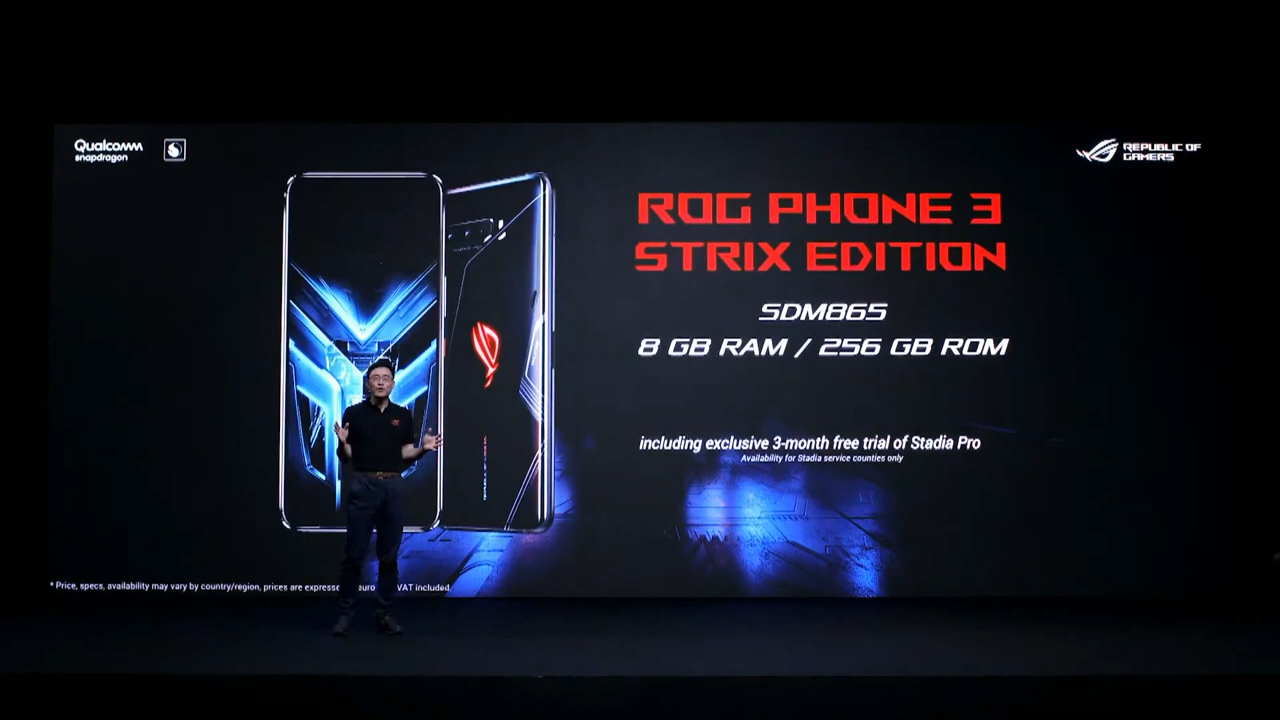 Qualcomm
snapdragon
REPUBLIC OF
GAMERS
ROG PHONE 3
STRIX EDITION
SDM865
8 GB RAM / 256 GB ROM
including exclusive 3-month free trial of Stadia Pro
Availability for Stadia service counties only
* Price, specs, availability may vary by country/region, prices are expresse euro VAT included.